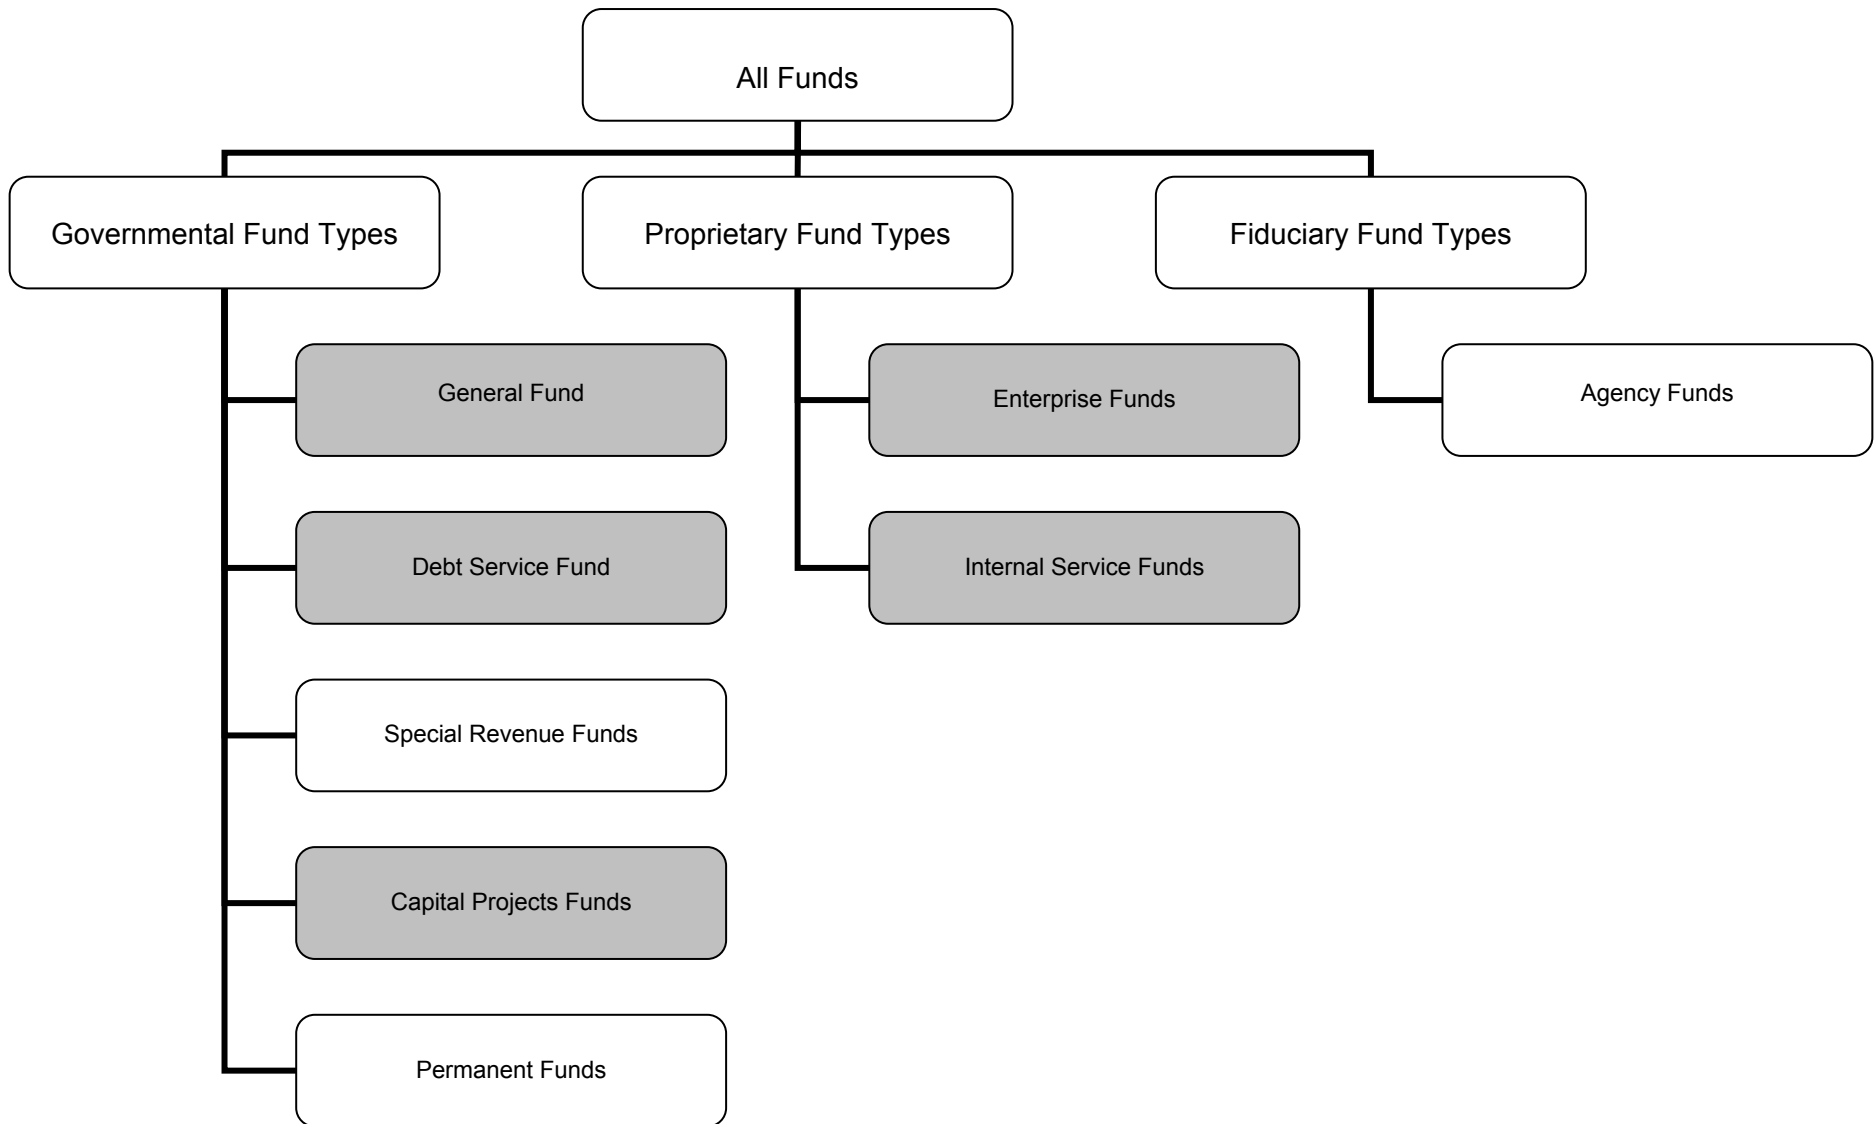 All Funds
Governmental Fund Types
Proprietary Fund Types
Fiduciary Fund Types
General Fund
Enterprise Funds
Agency Funds
Debt Service Fund
Internal Service Funds
Special Revenue Funds
Capital Projects Funds
Permanent Funds